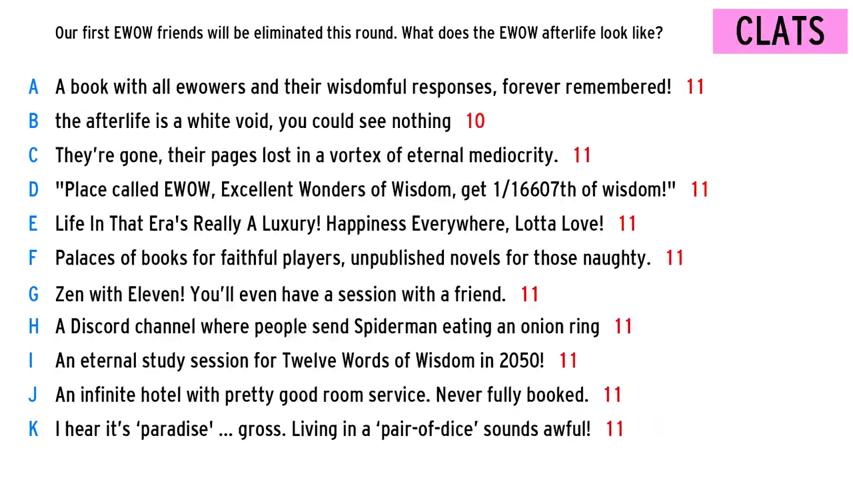 Our first EWOW friends will be eliminated this round. What does the EWOW afterlife look like?
CLATS
A A book with all ewowers and their wisdomful responses, forever remembered! 11
B the afterlife is a white void, you could see nothing 10
C They're gone, their pages lost in a vortex of eternal mediocrity. 11
D "Place called EWOW, Excellent Wonders of Wisdom, get 1/16607th of wisdom!" 11
E Life In That Era's Really A Luxury! Happiness Everywhere, Lotta Love! 11
F Palaces of books for faithful players, unpublished novels for those naughty. 11
G Zen with Eleven! You’ll even have a session with a friend. 11
H A Discord channel where people send Spiderman eating an onion ring 11
I An eternal study session for Twelve Words of Wisdom in 2050! 11
J An infinite hotel with pretty good room service. Never fully booked. 11
K I hear it’s ‘paradise' ... gross. Living in a ‘pair-of-dice’ sounds awful! 11